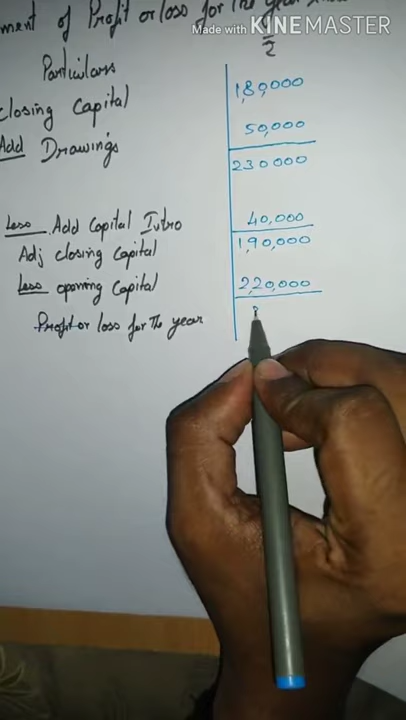 Made with KINEMASTER
ment of Profit or loss for the year
Particulars
₹
closing Capital 1,80,000
Add Drawings 50,000
230000
Less Add Capital Intro 40,000
Adj closing Capital 1,90,000
Less opening Capital 2,20,000
Profit or loss for The year